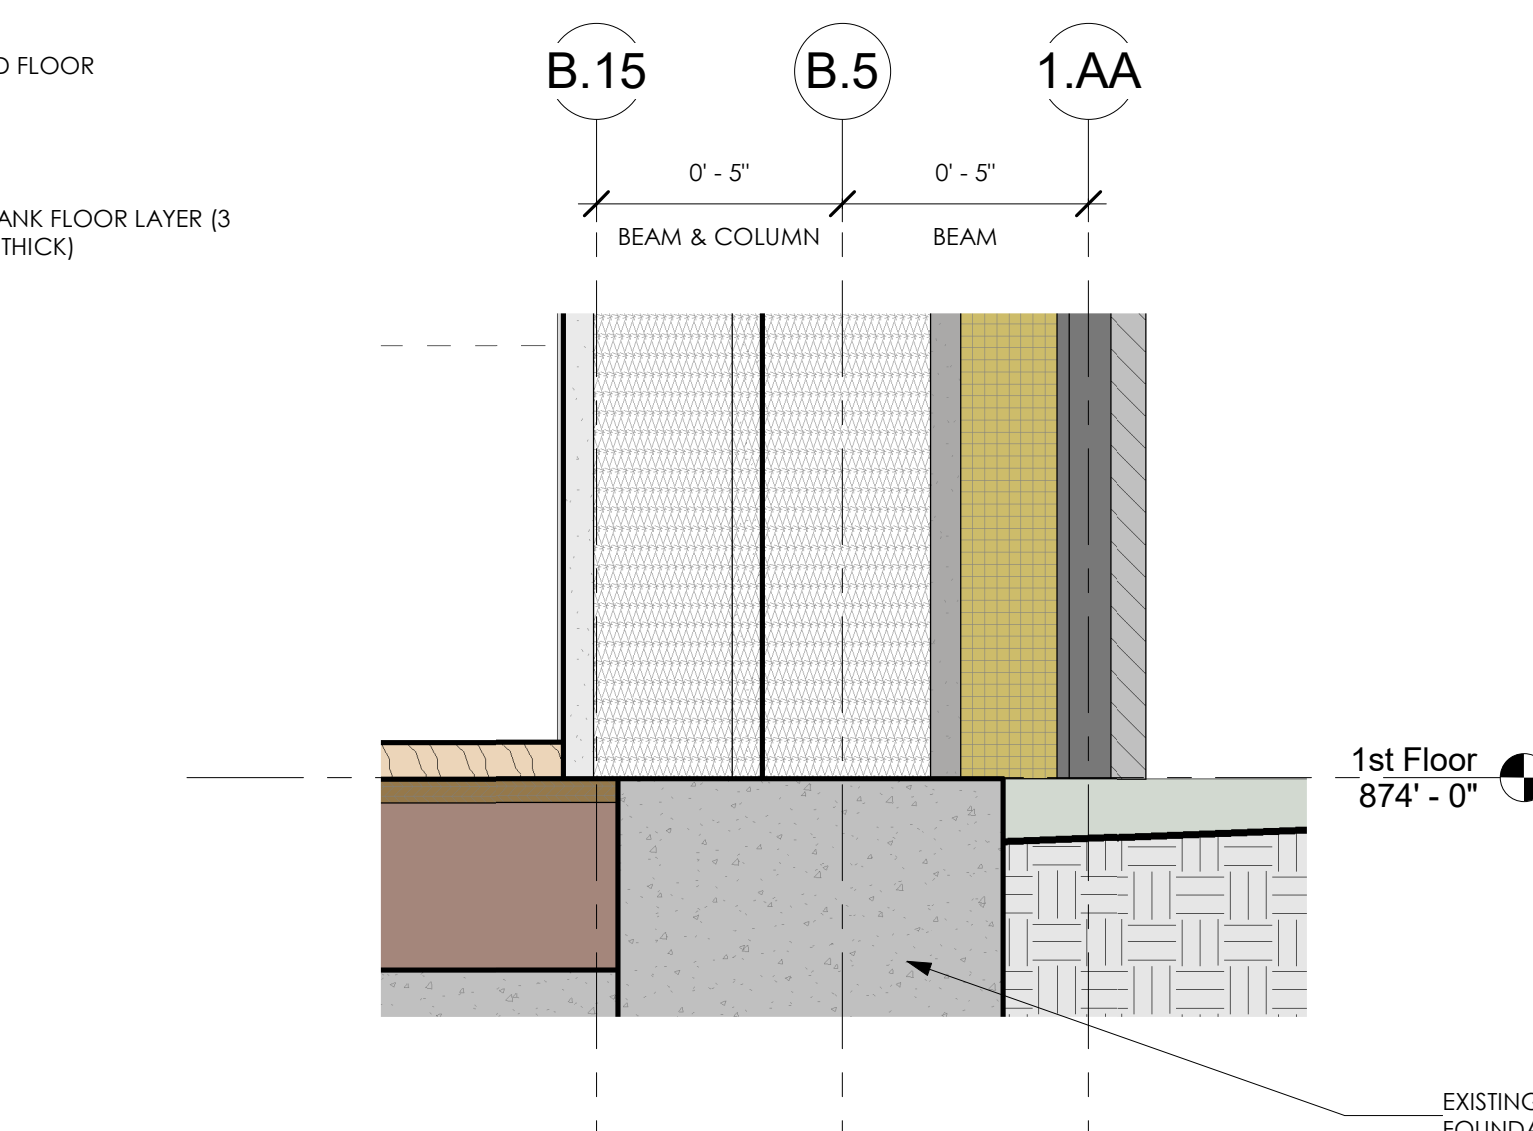 B.15 B.5 1.AA
FLOOR
0' - 5" 0' - 5"
FLOOR LAYER (3
THICK)
BEAM & COLUMN BEAM
1st Floor
874' - 0"
EXISTING